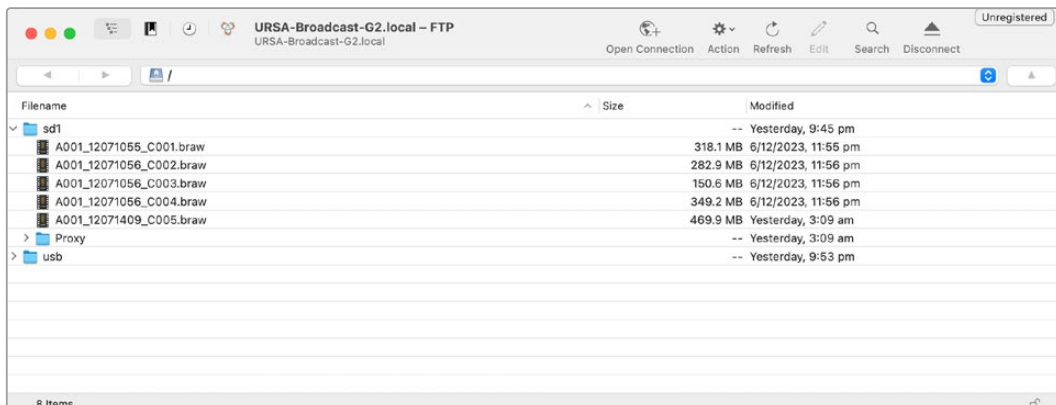 URSA-Broadcast-G2.local – FTP
URSA-Broadcast-G2.local
Open Connection Action Refresh Edit Search Disconnect
Unregistered
/
Filename Size Modified
sd1 -- Yesterday, 9:45 pm
A001_12071055_C001.braw 318.1 MB 6/12/2023, 11:55 pm
A001_12071056_C002.braw 282.9 MB 6/12/2023, 11:56 pm
A001_12071056_C003.braw 150.6 MB 6/12/2023, 11:56 pm
A001_12071056_C004.braw 349.2 MB 6/12/2023, 11:56 pm
A001_12071409_C005.braw 469.9 MB Yesterday, 3:09 am
Proxy -- Yesterday, 3:09 am
usb -- Yesterday, 9:53 pm
8 Items